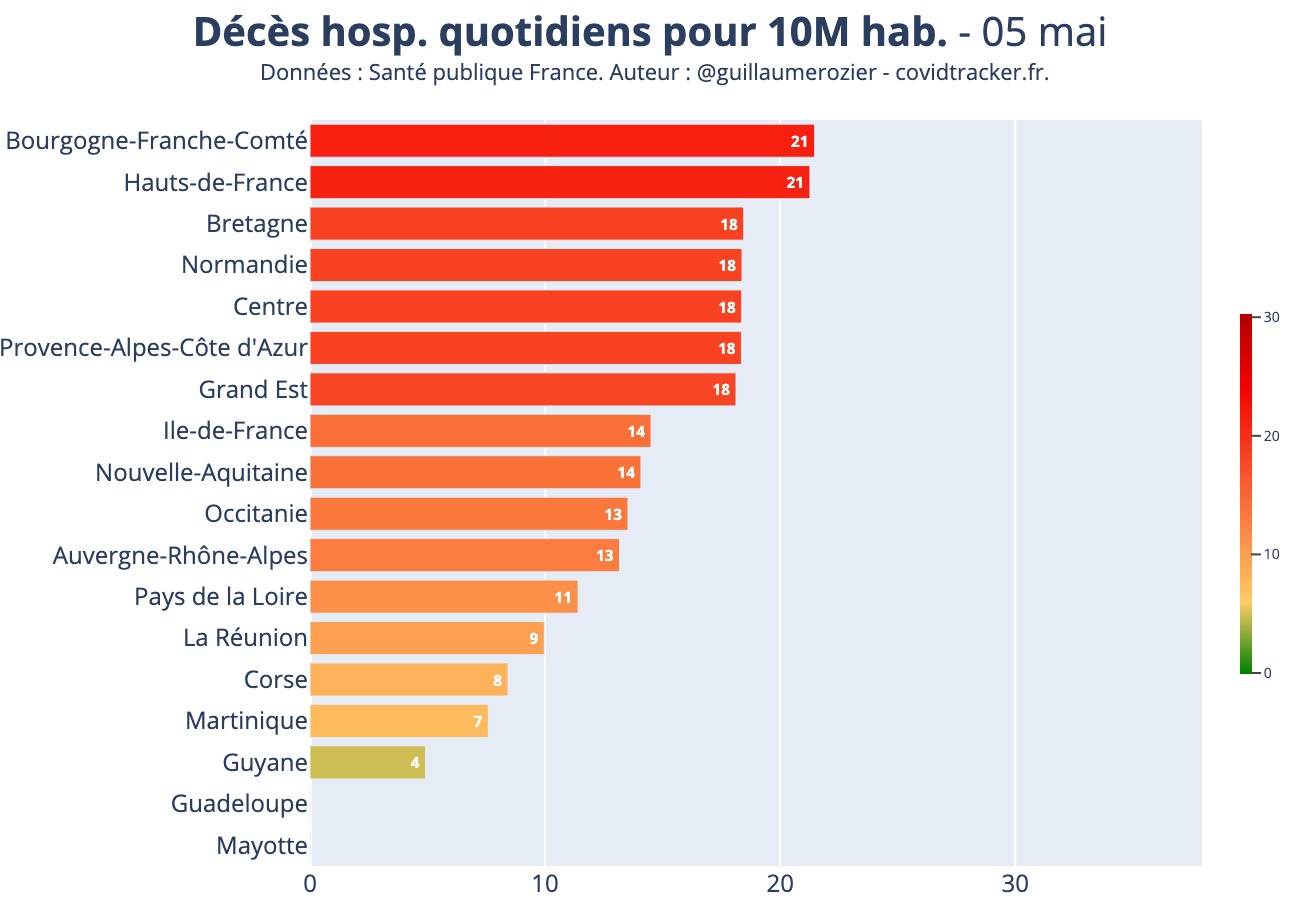 Décès hosp. quotidiens pour 10M hab. - 05 mai
Données : Santé publique France. Auteur : @guillaumerozier - covidtracker.fr.
Bourgogne-Franche-Comté 21
Hauts-de-France 21
Bretagne 18
Normandie 18
Centre 18
Provence-Alpes-Côte d'Azur 18
Grand Est 18
Ile-de-France 14
Nouvelle-Aquitaine 14
Occitanie 13
Auvergne-Rhône-Alpes 13
Pays de la Loire 11
La Réunion 9
Corse 8
Martinique 7
Guyane 4
Guadeloupe
Mayotte
0 10 20 30
30
20
10
0